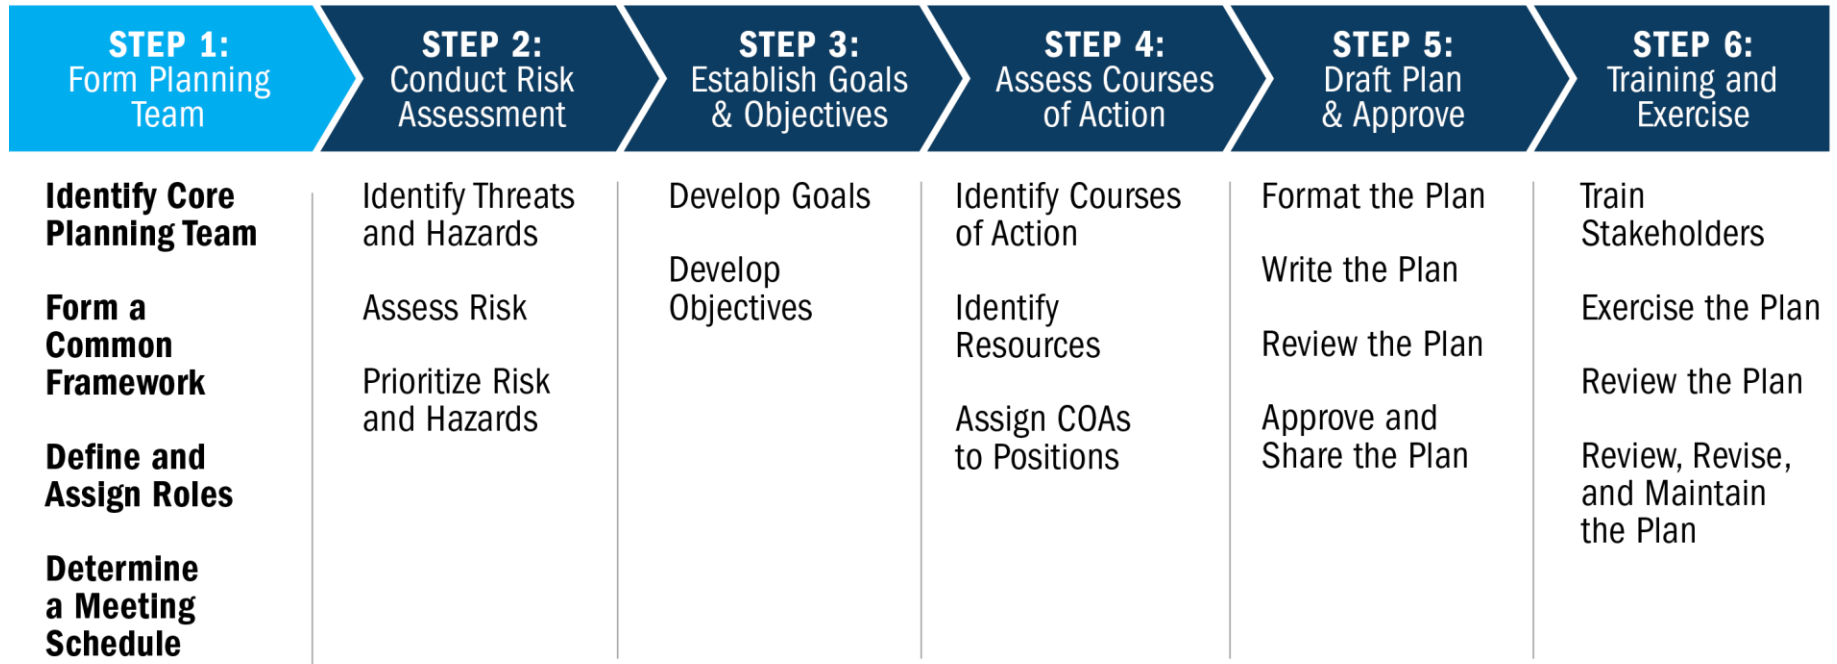 STEP 1:
Form Planning
Team
STEP 2:
Conduct Risk
Assessment
STEP 3:
Establish Goals
& Objectives
STEP 4:
Assess Courses
of Action
STEP 5:
Draft Plan
& Approve
STEP 6:
Training and
Exercise
Identify Core
Planning Team
Form a
Common
Framework
Define and
Assign Roles
Determine
a Meeting
Schedule
Identify Threats
and Hazards
Assess Risk
Prioritize Risk
and Hazards
Develop Goals
Develop
Objectives
Identify Courses
of Action
Identify
Resources
Assign COAs
to Positions
Format the Plan
Write the Plan
Review the Plan
Approve and
Share the Plan
Train
Stakeholders
Exercise the Plan
Review the Plan
Review, Revise,
and Maintain
the Plan